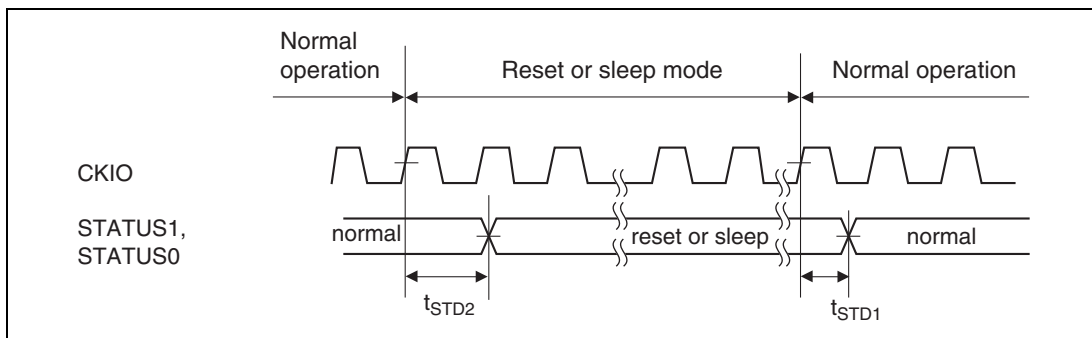 Normal
operation
Reset or sleep mode
Normal operation
CKIO
STATUS1,
STATUS0
normal
reset or sleep
normal
tSTD2
tSTD1